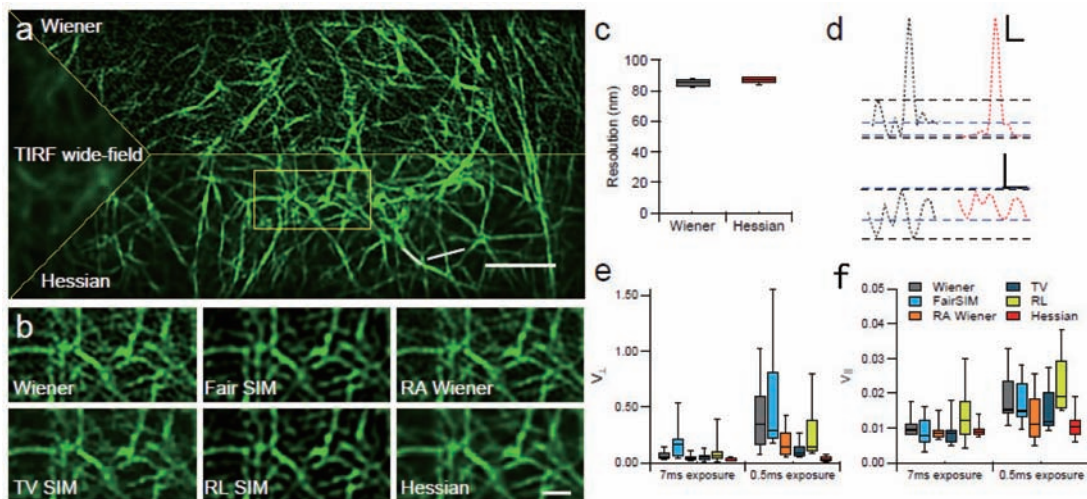 a
Wiener
TIRF wide-field
Hessian
b
Wiener
Fair SIM
RA Wiener
TV SIM
RL SIM
Hessian
c
Resolution (nm)
100
80
60
40
20
0
Wiener
Hessian
d
e
V⊥
1.50
1.00
0.50
0.00
7ms exposure
0.5ms exposure
f
V||
0.05
0.04
0.03
0.02
0.01
0.00
Wiener
FairSIM
RA Wiener
TV
RL
Hessian
7ms exposure
0.5ms exposure